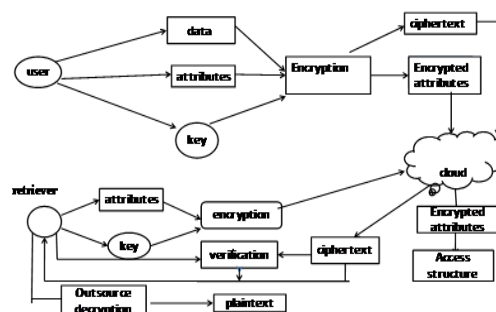 ciphertext
data
Encryption
Encrypted
attributes
user
attributes
key
cloud
retriever
attributes
encryption
Encrypted
attributes
key
verification
ciphertext
Access
structure
Outsource
decryption
plaintext